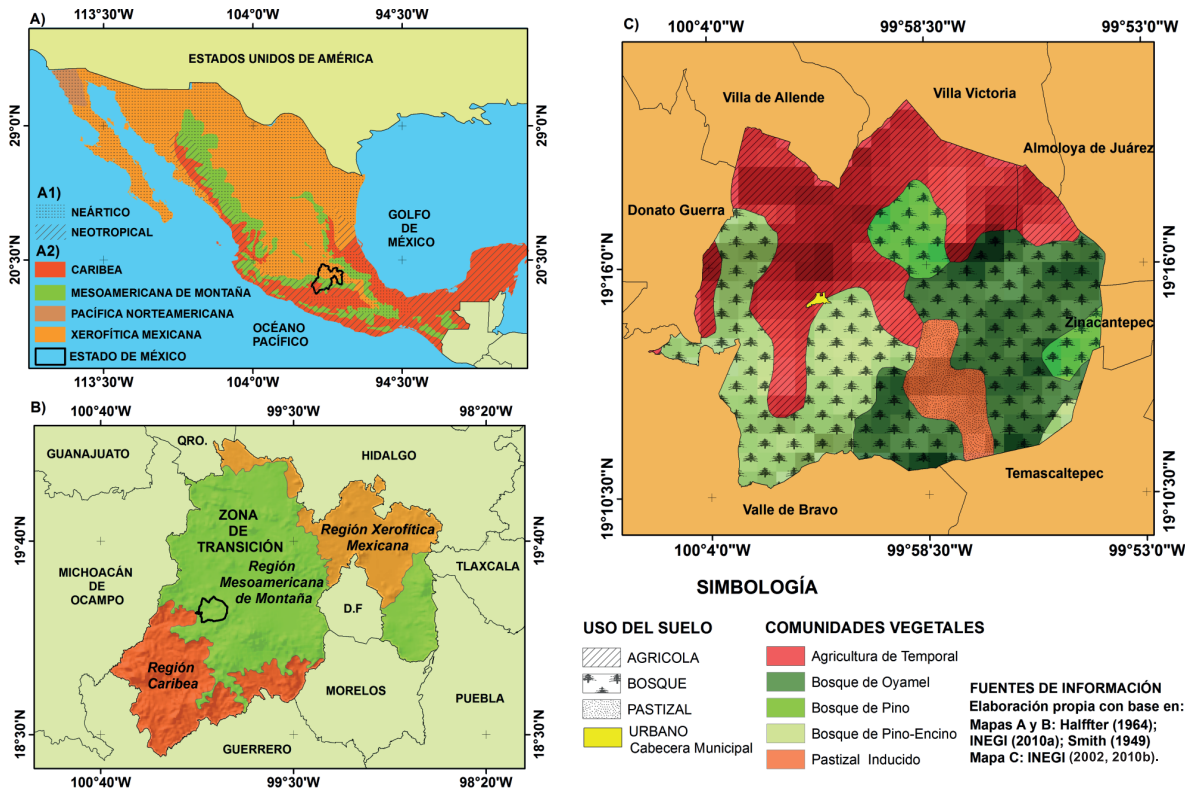 A)
113°30'0"W
104°0'0"W
94°30'0"W
ESTADOS UNIDOS DE AMÉRICA
29°0'N
29°0'N
A1)
NEÁRTICO
NEOTROPICAL
A2)
CARIBEA
MESOAMERICANA DE MONTAÑA
PACÍFICA NORTEAMERICANA
XEROFÍTICA MEXICANA
ESTADO DE MÉXICO
GOLFO
DE
MÉXICO
OCÉANO
PACÍFICO
20°30'N
20°30'N
113°30'0"W
104°0'0"W
94°30'0"W
B)
100°40'W
99°30'W
98°20'W
GUANAJUATO
QRO.
HIDALGO
ZONA
DE
TRANSICIÓN
Región Xerofítica
Mexicana
Región
Mesoamericana
de Montaña
19°40'N
19°40'N
MICHOACÁN
DE
OCAMPO
TLAXCALA
D.F
Región
Caribea
MORELOS
PUEBLA
GUERRERO
18°30'N
18°30'N
100°40'W
99°30'W
98°20'W
C)
100°4'0"W
99°58'30"W
99°53'0"W
Villa de Allende
Villa Victoria
Almoloya de Juárez
Donato Guerra
Zinacantepec
Temascaltepec
Valle de Bravo
19°16'0"N
19°16'0"N
19°10'30"N
19°10'30"N
100°4'0"W
99°58'30"W
99°53'0"W
SIMBOLOGÍA
USO DEL SUELO
AGRICOLA
BOSQUE
PASTIZAL
URBANO
Cabecera Municipal
COMUNIDADES VEGETALES
Agricultura de Temporal
Bosque de Oyamel
Bosque de Pino
Bosque de Pino-Encino
Pastizal Inducido
FUENTES DE INFORMACIÓN
Elaboración propia con base en:
Mapas A y B: Halffter (1964);
INEGI (2010a); Smith (1949)
Mapa C: INEGI (2002, 2010b).